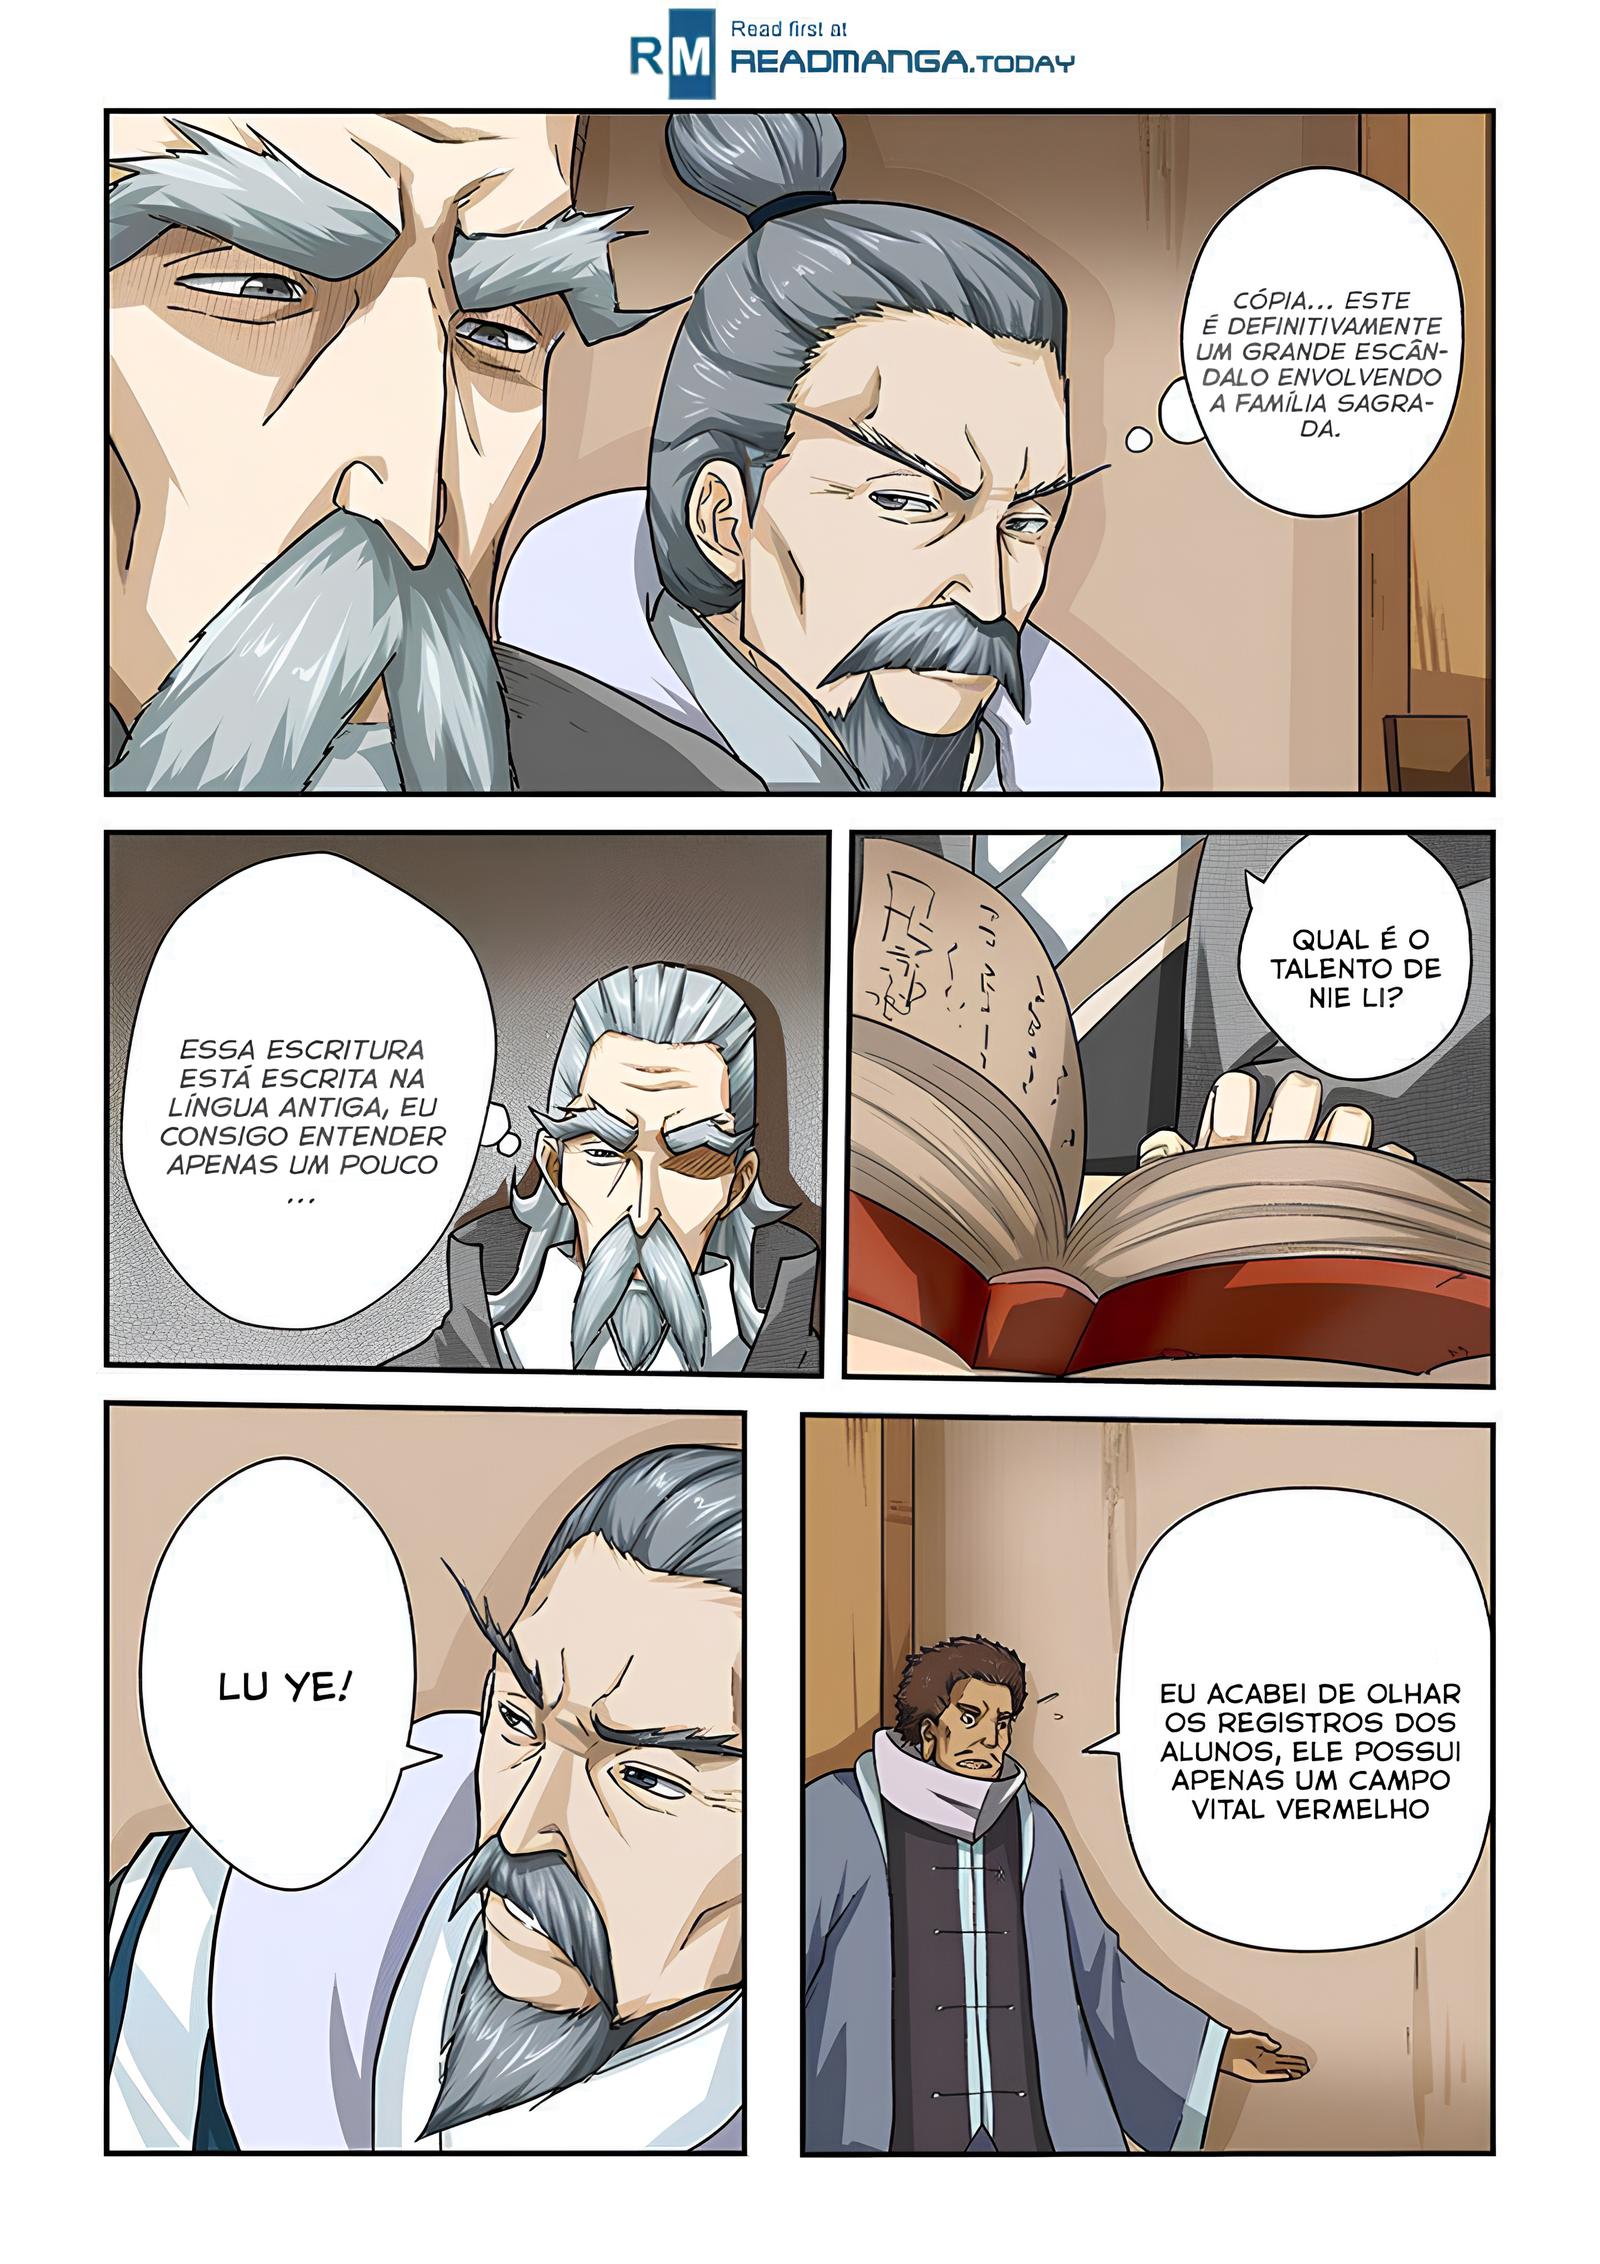 Read first at
RM
READMANGA.TODAY
CÓPIA... ESTE
É DEFINITIVAMENTE
UM GRANDE ESCÂN-
DALO ENVOLVENDO
A FAMÍLIA SAGRA-
DA.
ESSA ESCRITURA
ESTÁ ESCRITA NA
LÍNGUA ANTIGA, EU
CONSIGO ENTENDER
APENAS UM POUCO
...
QUAL É O
TALENTO DE
NIE LI?
LU YE!
EU ACABEI DE OLHAR
OS REGISTROS DOS
ALUNOS, ELE POSSUI
APENAS UM CAMPO
VITAL VERMELHO